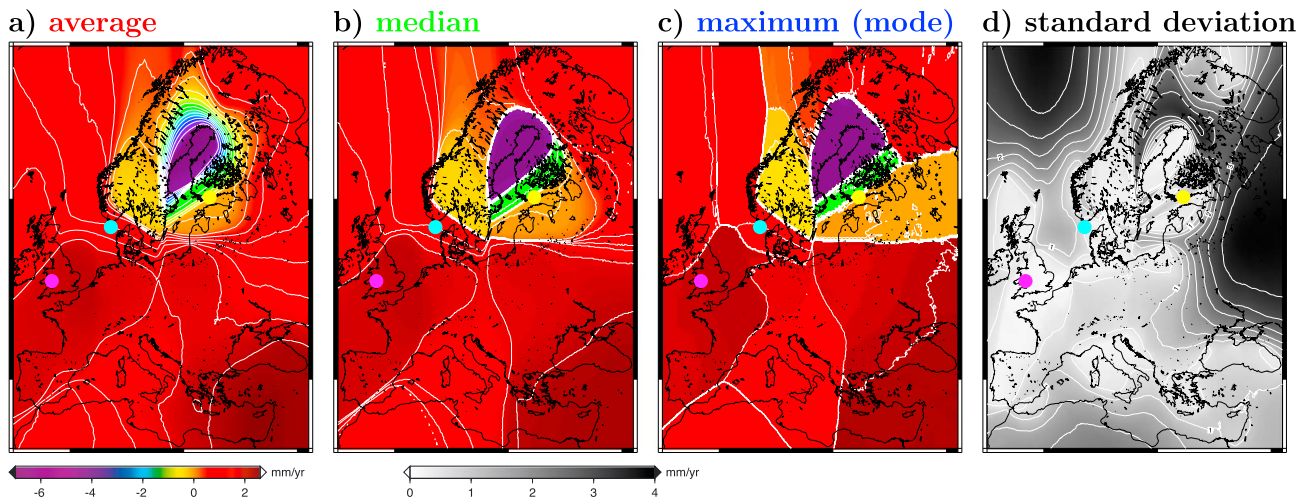 a) average b) median c) maximum (mode) d) standard deviation
-6 -4 -2 0 2 mm/yr 0 1 2 3 4 mm/yr